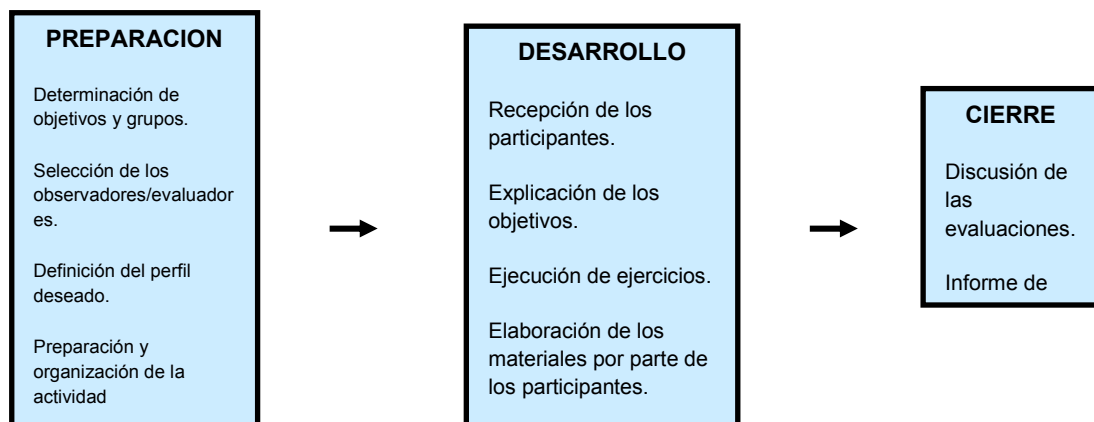 PREPARACION
Determinación de
objetivos y grupos.
Selección de los
observadores/evaluador
es.
Definición del perfil
deseado.
Preparación y
organización de la
actividad
DESARROLLO
Recepción de los
participantes.
Explicación de los
objetivos.
Ejecución de ejercicios.
Elaboración de los
materiales por parte de
los participantes.
CIERRE
Discusión de
las
evaluaciones.
Informe de